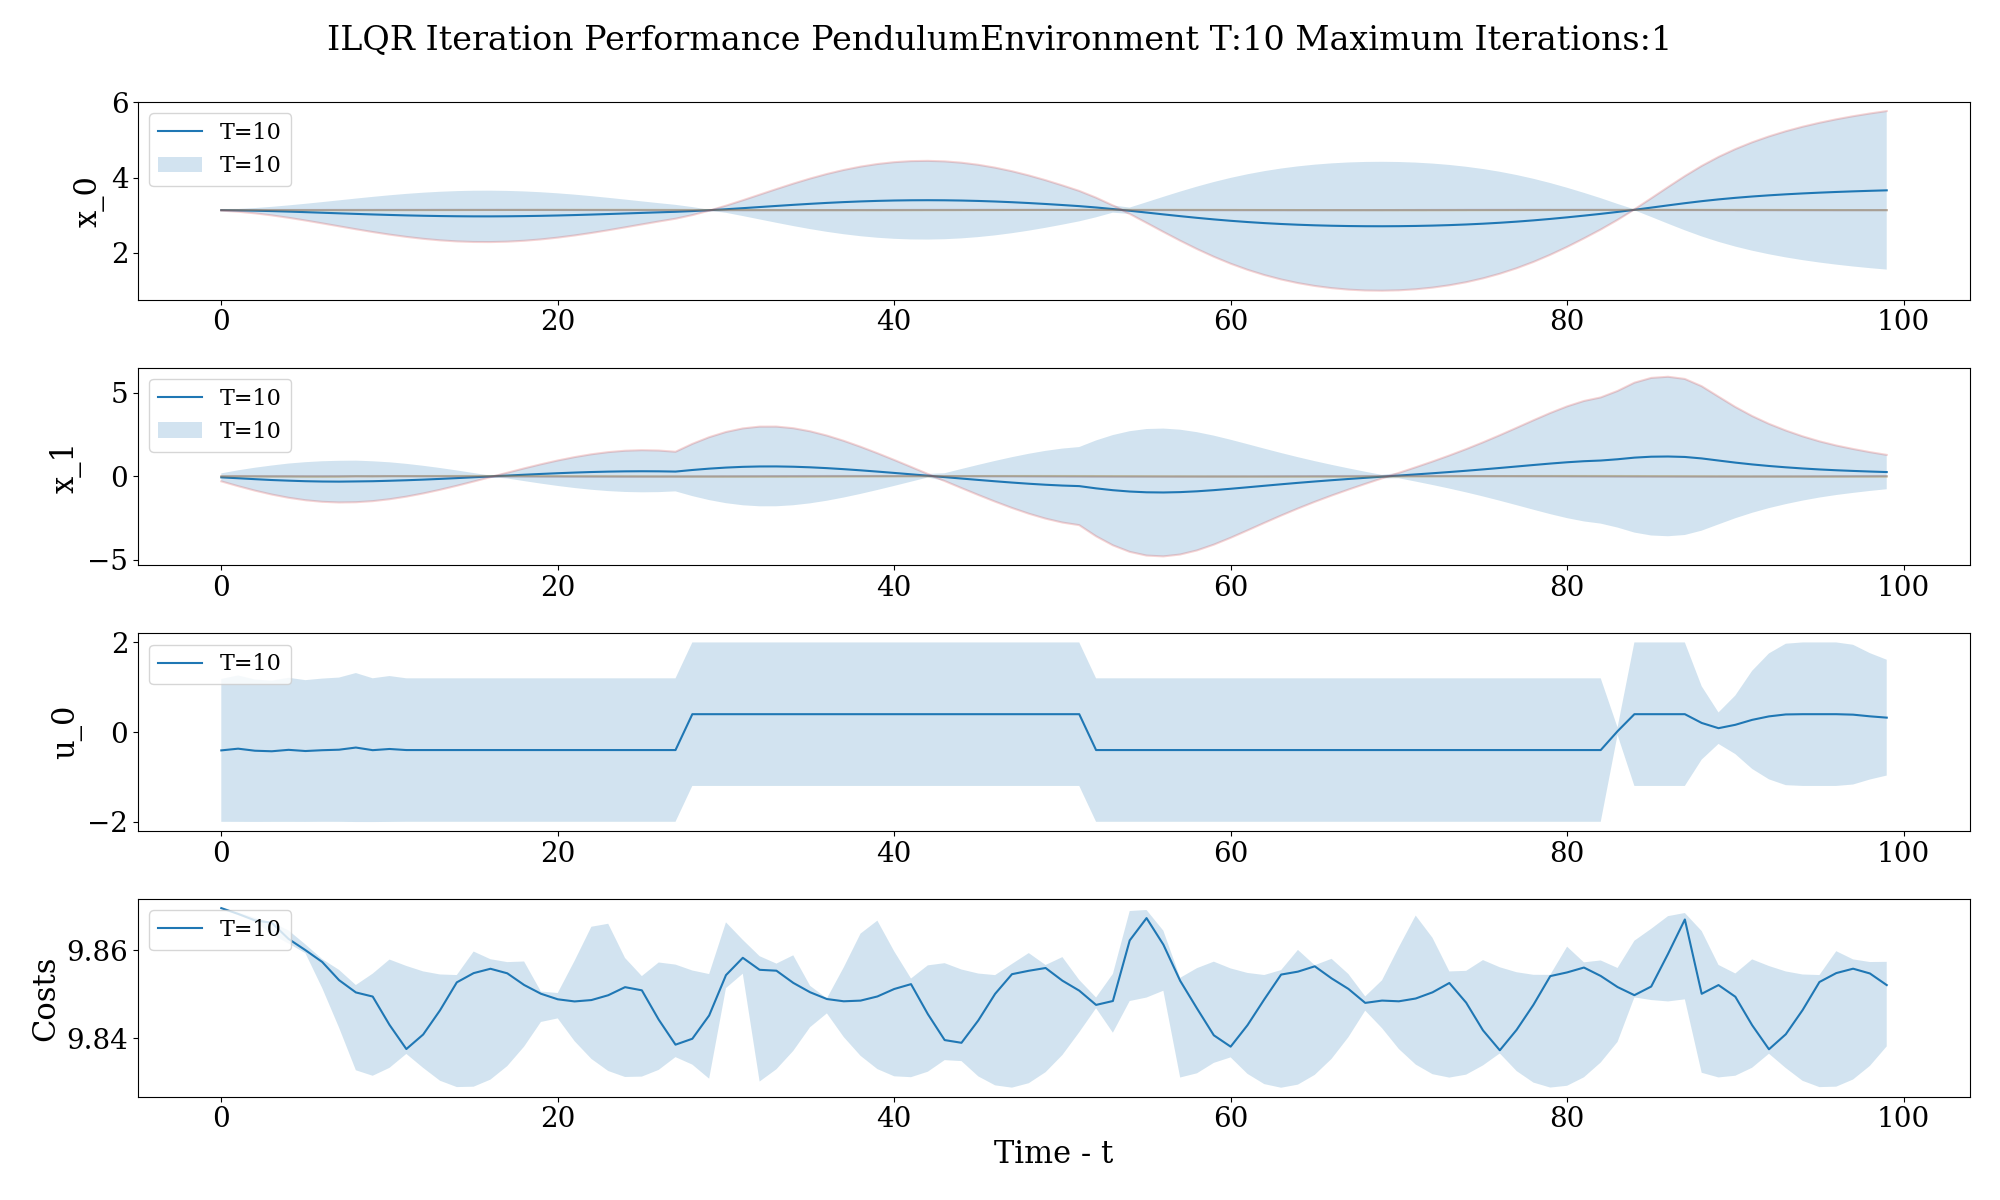 ILQR Iteration Performance PendulumEnvironment T:10 Maximum Iterations:1
x_0
6
4
2
T=10
T=10
0 20 40 60 80 100
x_1
5
0
−5
T=10
T=10
0 20 40 60 80 100
u_0
2
0
−2
T=10
0 20 40 60 80 100
Costs
9.86
9.84
T=10
0 20 40 60 80 100
Time - t